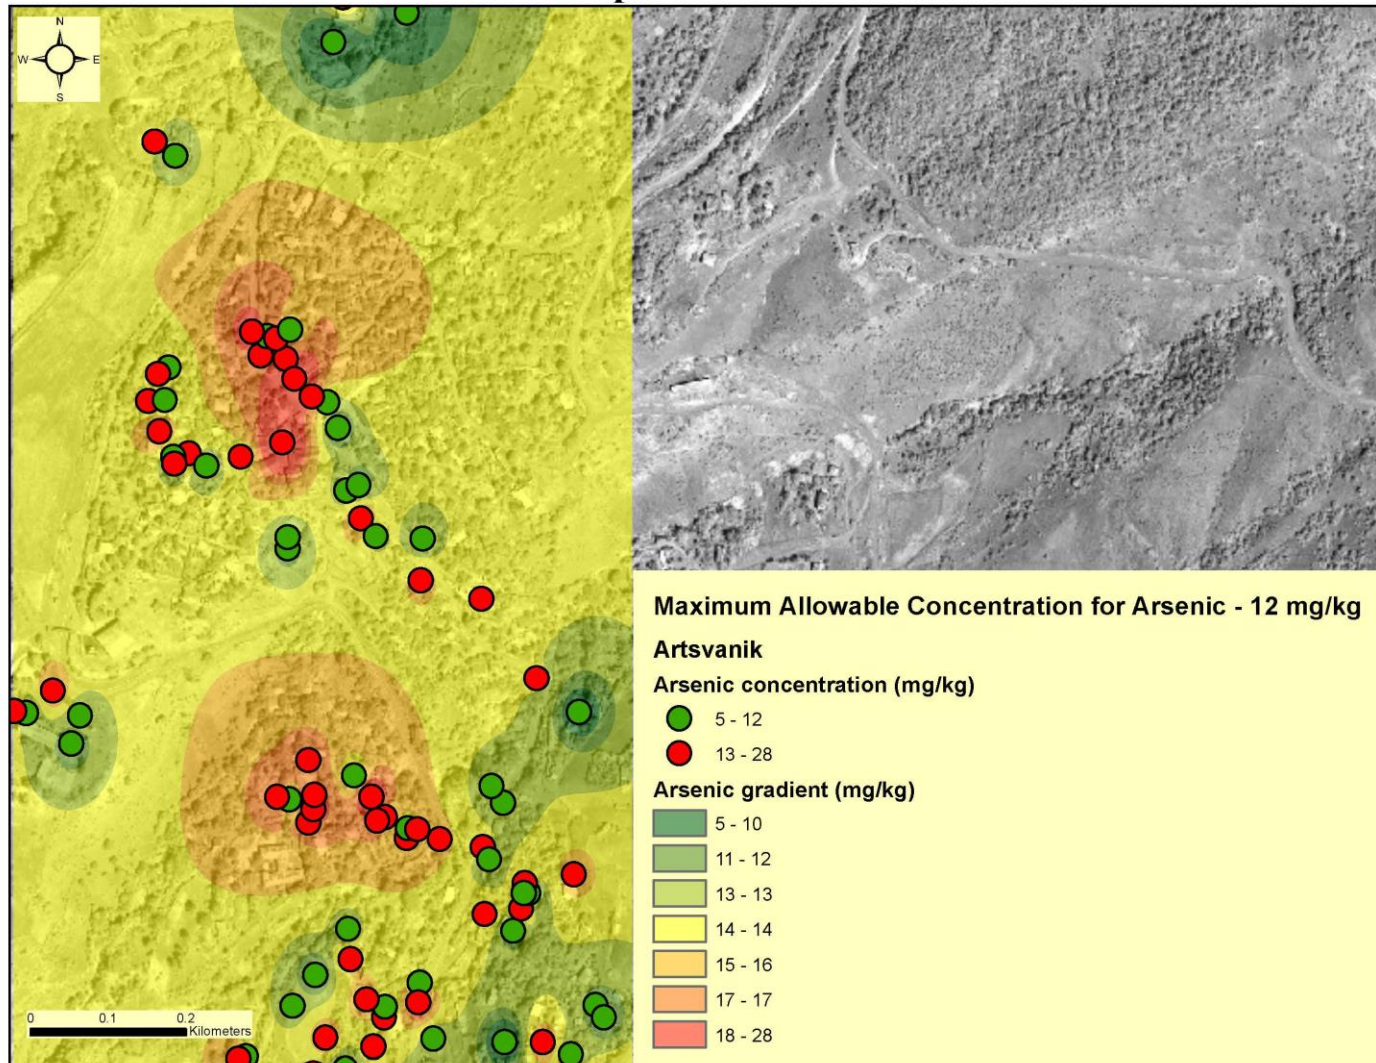 N
W E
S
Maximum Allowable Concentration for Arsenic - 12 mg/kg
Artsvanik
Arsenic concentration (mg/kg)
5 - 12
13 - 28
Arsenic gradient (mg/kg)
5 - 10
11 - 12
13 - 13
14 - 14
15 - 16
17 - 17
18 - 28
0 0.1 0.2
Kilometers